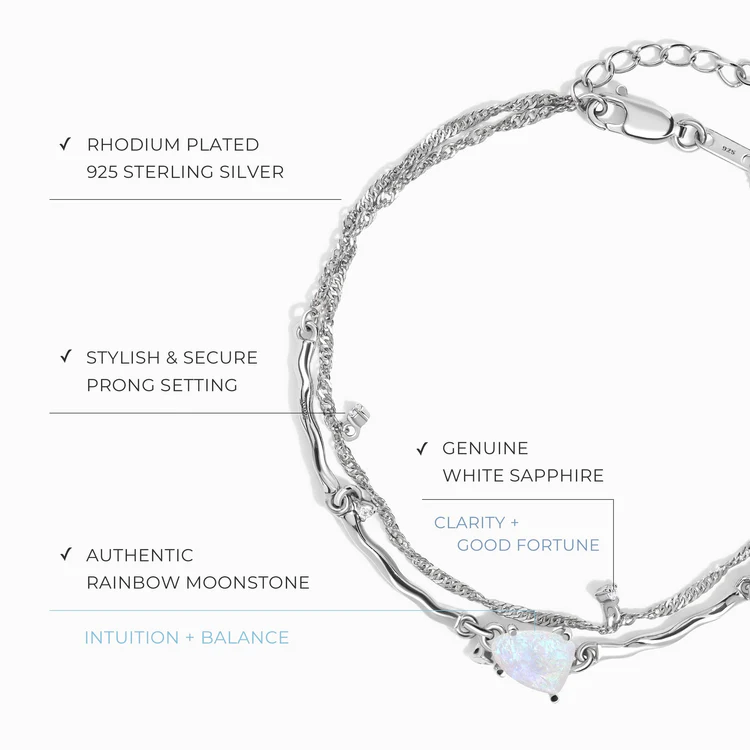 ✓ RHODIUM PLATED
925 STERLING SILVER
925
✓ STYLISH & SECURE
PRONG SETTING
✓ GENUINE
WHITE SAPPHIRE
CLARITY +
GOOD FORTUNE
✓ AUTHENTIC
RAINBOW MOONSTONE
INTUITION + BALANCE